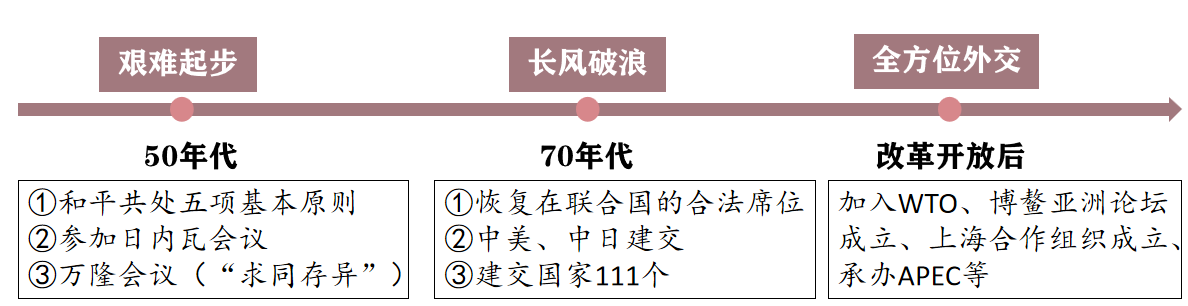 艰难起步
长风破浪
全方位外交
50年代
70年代
改革开放后
①和平共处五项基本原则
②参加日内瓦会议
③万隆会议（“求同存异”）
①恢复在联合国的合法席位
②中美、中日建交
③建交国家111个
加入WTO、博鳌亚洲论坛
成立、上海合作组织成立、
承办APEC等